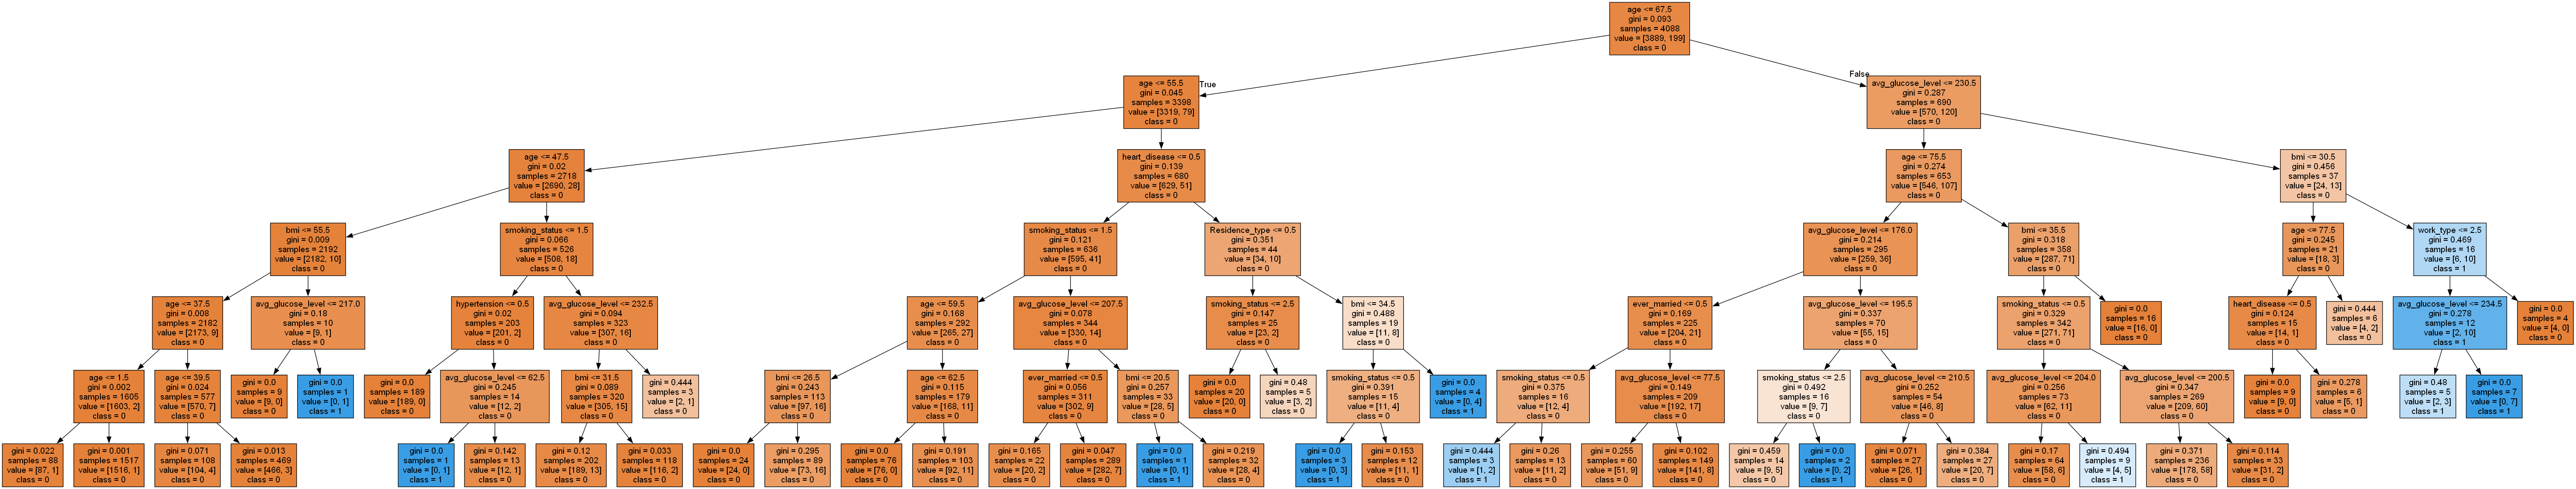 age <= 67.5
gini = 0.093
samples = 4088
value = [3889, 199]
class = 0
True
False
age <= 55.5
gini = 0.045
samples = 3398
value = [3319, 79]
class = 0
avg_glucose_level <= 230.5
gini = 0.287
samples = 690
value = [570, 120]
class = 0
age <= 47.5
gini = 0.02
samples = 2718
value = [2690, 28]
class = 0
heart_disease <= 0.5
gini = 0.139
samples = 680
value = [629, 51]
class = 0
age <= 75.5
gini = 0.274
samples = 653
value = [546, 107]
class = 0
bmi <= 30.5
gini = 0.456
samples = 37
value = [24, 13]
class = 0
bmi <= 55.5
gini = 0.009
samples = 2192
value = [2182, 10]
class = 0
smoking_status <= 1.5
gini = 0.066
samples = 526
value = [508, 18]
class = 0
smoking_status <= 1.5
gini = 0.121
samples = 636
value = [595, 41]
class = 0
Residence_type <= 0.5
gini = 0.351
samples = 44
value = [34, 10]
class = 0
avg_glucose_level <= 176.0
gini = 0.214
samples = 295
value = [259, 36]
class = 0
bmi <= 35.5
gini = 0.318
samples = 358
value = [287, 71]
class = 0
age <= 77.5
gini = 0.245
samples = 21
value = [18, 3]
class = 0
work_type <= 2.5
gini = 0.469
samples = 16
value = [6, 10]
class = 1
age <= 37.5
gini = 0.008
samples = 2182
value = [2173, 9]
class = 0
avg_glucose_level <= 217.0
gini = 0.18
samples = 10
value = [9, 1]
class = 0
hypertension <= 0.5
gini = 0.02
samples = 203
value = [201, 2]
class = 0
avg_glucose_level <= 232.5
gini = 0.094
samples = 323
value = [307, 16]
class = 0
age <= 59.5
gini = 0.168
samples = 292
value = [265, 27]
class = 0
avg_glucose_level <= 207.5
gini = 0.078
samples = 344
value = [330, 14]
class = 0
smoking_status <= 2.5
gini = 0.147
samples = 25
value = [23, 2]
class = 0
bmi <= 34.5
gini = 0.488
samples = 19
value = [11, 8]
class = 0
ever_married <= 0.5
gini = 0.169
samples = 225
value = [204, 21]
class = 0
avg_glucose_level <= 195.5
gini = 0.337
samples = 70
value = [55, 15]
class = 0
smoking_status <= 0.5
gini = 0.329
samples = 342
value = [271, 71]
class = 0
gini = 0.0
samples = 16
value = [16, 0]
class = 0
heart_disease <= 0.5
gini = 0.124
samples = 15
value = [14, 1]
class = 0
gini = 0.444
samples = 6
value = [4, 2]
class = 0
avg_glucose_level <= 234.5
gini = 0.278
samples = 12
value = [2, 10]
class = 1
gini = 0.0
samples = 4
value = [4, 0]
class = 0
age <= 1.5
gini = 0.002
samples = 1605
value = [1603, 2]
class = 0
age <= 39.5
gini = 0.024
samples = 577
value = [570, 7]
class = 0
gini = 0.0
samples = 9
value = [9, 0]
class = 0
gini = 0.0
samples = 1
value = [0, 1]
class = 1
gini = 0.0
samples = 189
value = [189, 0]
class = 0
avg_glucose_level <= 62.5
gini = 0.245
samples = 14
value = [12, 2]
class = 0
bmi <= 31.5
gini = 0.089
samples = 320
value = [305, 15]
class = 0
gini = 0.444
samples = 3
value = [2, 1]
class = 0
bmi <= 26.5
gini = 0.243
samples = 113
value = [97, 16]
class = 0
age <= 62.5
gini = 0.115
samples = 179
value = [168, 11]
class = 0
ever_married <= 0.5
gini = 0.056
samples = 311
value = [302, 9]
class = 0
bmi <= 20.5
gini = 0.257
samples = 33
value = [28, 5]
class = 0
gini = 0.0
samples = 20
value = [20, 0]
class = 0
gini = 0.48
samples = 5
value = [3, 2]
class = 0
smoking_status <= 0.5
gini = 0.391
samples = 15
value = [11, 4]
class = 0
gini = 0.0
samples = 4
value = [0, 4]
class = 1
smoking_status <= 0.5
gini = 0.375
samples = 16
value = [12, 4]
class = 0
avg_glucose_level <= 77.5
gini = 0.149
samples = 209
value = [192, 17]
class = 0
smoking_status <= 2.5
gini = 0.492
samples = 16
value = [9, 7]
class = 0
avg_glucose_level <= 210.5
gini = 0.252
samples = 54
value = [46, 8]
class = 0
avg_glucose_level <= 204.0
gini = 0.256
samples = 73
value = [62, 11]
class = 0
avg_glucose_level <= 200.5
gini = 0.347
samples = 269
value = [209, 60]
class = 0
gini = 0.0
samples = 9
value = [9, 0]
class = 0
gini = 0.278
samples = 6
value = [5, 1]
class = 0
gini = 0.48
samples = 5
value = [2, 3]
class = 1
gini = 0.0
samples = 7
value = [0, 7]
class = 1
gini = 0.022
samples = 88
value = [87, 1]
class = 0
gini = 0.001
samples = 1517
value = [1516, 1]
class = 0
gini = 0.071
samples = 108
value = [104, 4]
class = 0
gini = 0.013
samples = 469
value = [466, 3]
class = 0
gini = 0.0
samples = 1
value = [0, 1]
class = 1
gini = 0.142
samples = 13
value = [12, 1]
class = 0
gini = 0.12
samples = 202
value = [189, 13]
class = 0
gini = 0.033
samples = 118
value = [116, 2]
class = 0
gini = 0.0
samples = 24
value = [24, 0]
class = 0
gini = 0.295
samples = 89
value = [73, 16]
class = 0
gini = 0.0
samples = 76
value = [76, 0]
class = 0
gini = 0.191
samples = 103
value = [92, 11]
class = 0
gini = 0.165
samples = 22
value = [20, 2]
class = 0
gini = 0.047
samples = 289
value = [282, 7]
class = 0
gini = 0.0
samples = 1
value = [0, 1]
class = 1
gini = 0.219
samples = 32
value = [28, 4]
class = 0
gini = 0.0
samples = 3
value = [0, 3]
class = 1
gini = 0.153
samples = 12
value = [11, 1]
class = 0
gini = 0.444
samples = 3
value = [1, 2]
class = 1
gini = 0.26
samples = 13
value = [11, 2]
class = 0
gini = 0.255
samples = 60
value = [51, 9]
class = 0
gini = 0.102
samples = 149
value = [141, 8]
class = 0
gini = 0.459
samples = 14
value = [9, 5]
class = 0
gini = 0.0
samples = 2
value = [0, 2]
class = 1
gini = 0.071
samples = 27
value = [26, 1]
class = 0
gini = 0.384
samples = 27
value = [20, 7]
class = 0
gini = 0.17
samples = 64
value = [58, 6]
class = 0
gini = 0.494
samples = 9
value = [4, 5]
class = 1
gini = 0.371
samples = 236
value = [178, 58]
class = 0
gini = 0.114
samples = 33
value = [31, 2]
class = 0